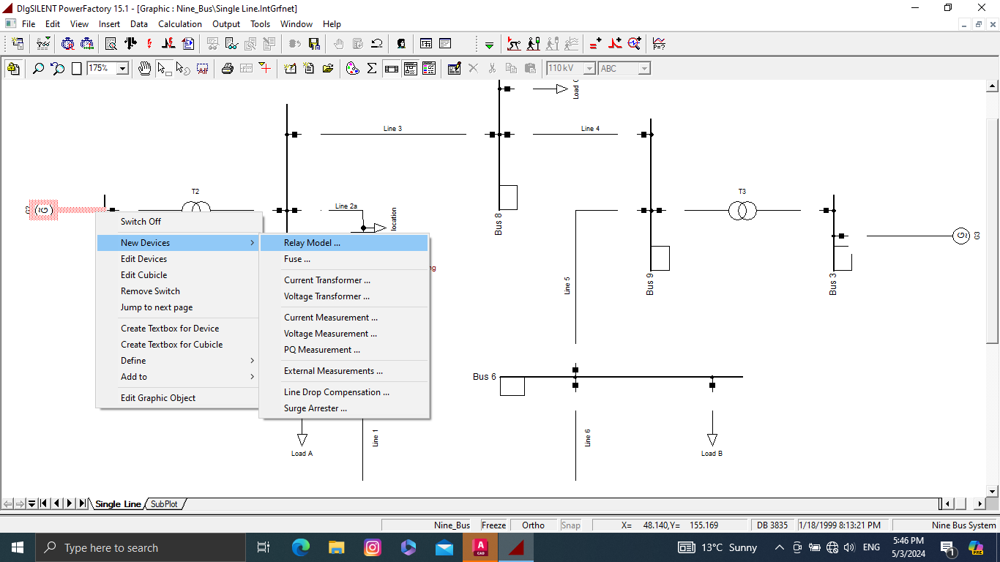 DIgSILENT PowerFactory 15.1 - [Graphic : Nine_Bus\Single Line.IntGrfnet]
File Edit View Insert Data Calculation Output Tools Window Help
175%
110 kV
ABC
Load C
Line 3
Line 4
T2
T3
G2
G~
Line 2a
location
Bus 8
G~
G3
Switch Off
New Devices
Edit Devices
Edit Cubicle
Remove Switch
Jump to next page
Create Textbox for Device
Create Textbox for Cubicle
Define
Add to
Edit Graphic Object
Relay Model ...
Fuse ...
Current Transformer ...
Voltage Transformer ...
Current Measurement ...
Voltage Measurement ...
PQ Measurement ...
External Measurements ...
Line Drop Compensation ...
Surge Arrester ...
Line 5
Bus 9
Bus 3
Bus 6
Line 1
Line 6
Load A
Load B
Single Line
SubPlot
Nine_Bus
Freeze
Ortho
Snap
X= 48.140,Y= 155.169
DB 3835
1/18/1999 8:13:21 PM
Nine Bus System
Type here to search
A
CAD
13°C Sunny
ENG
5:46 PM
5/3/2024
1
PRE